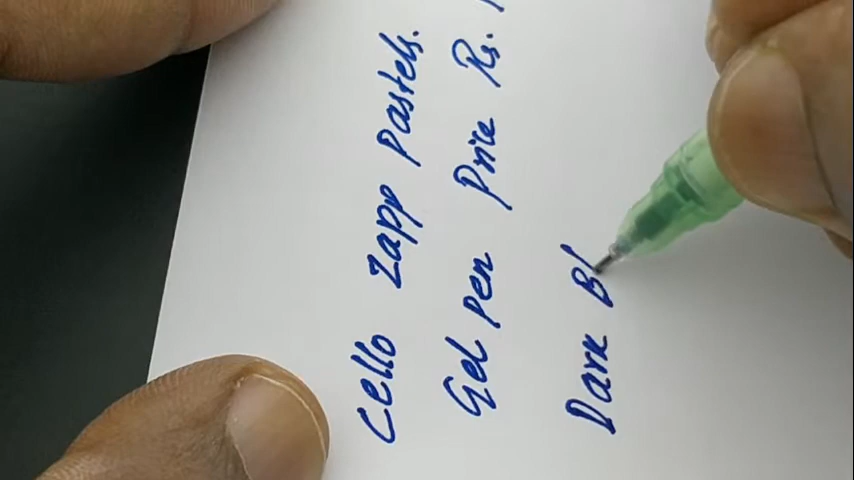 Cello Zapp Pastels.
Gel pen Price Rs.
Dark Bl